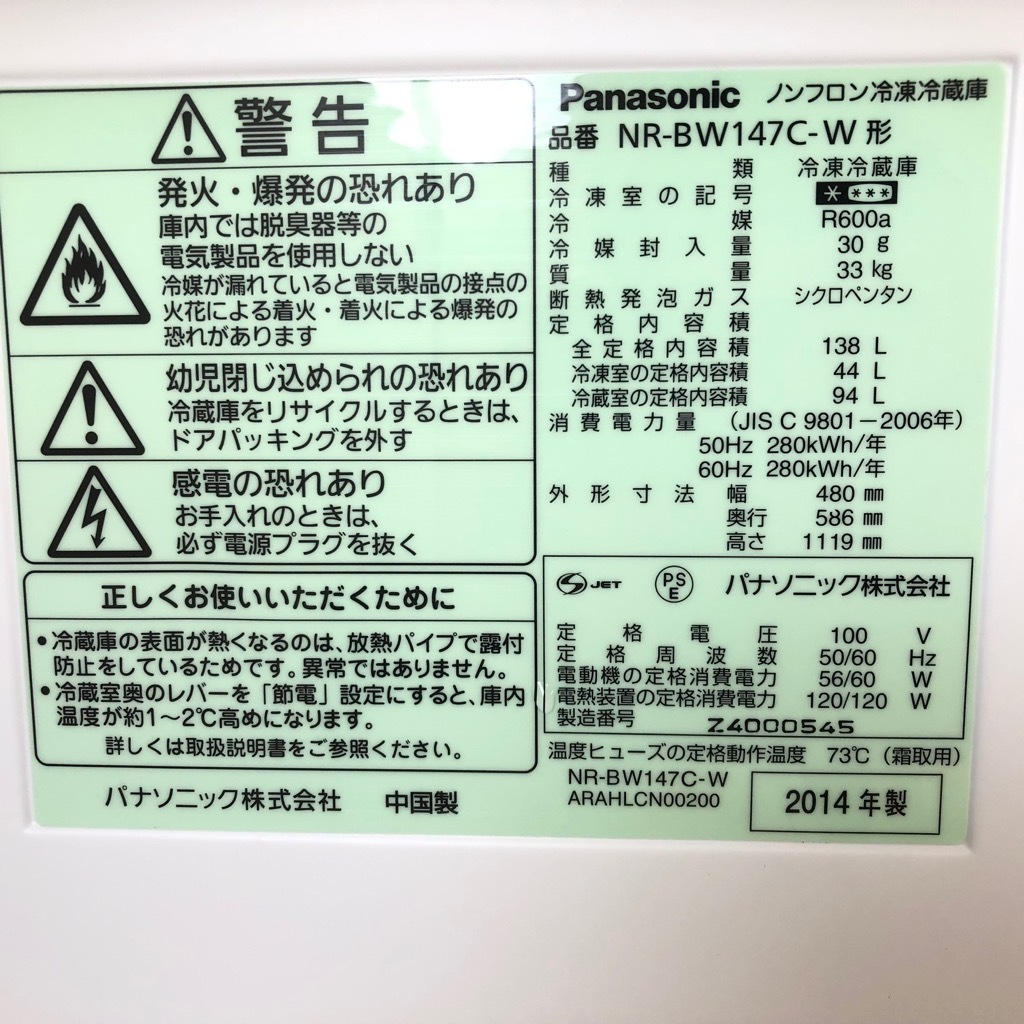 警告
発火・爆発の恐れあり
庫内では脱臭器等の
電気製品を使用しない
冷媒が漏れていると電気製品の接点の
火花による着火・着火による爆発の
恐れがあります
幼児閉じ込められの恐れあり
冷蔵庫をリサイクルするときは、
ドアパッキングを外す
感電の恐れあり
お手入れのときは、
必ず電源プラグを抜く
正しくお使いいただくために
•冷蔵庫の表面が熱くなるのは、放熱パイプで露付
防止をしているためです。異常ではありません。
•冷蔵室奥のレバーを「節電」設定にすると、庫内
温度が約1～2℃高めになります。
詳しくは取扱説明書をご参照ください。
パナソニック株式会社 中国製
Panasonic ノンフロン冷凍冷蔵庫
品番 NR-BW147C-W 形
種類 冷凍冷蔵庫
冷凍室の記号 * ***
冷媒 R600a
冷媒封入量 30 g
質量 33 kg
断熱発泡ガス シクロペンタン
定格内容積
全定格内容積 138 L
冷凍室の定格内容積 44 L
冷蔵室の定格内容積 94 L
消費電力量 (JIS C 9801－2006年)
50Hz 280kWh/年
60Hz 280kWh/年
外形寸法 幅 480 mm
奥行 586 mm
高さ 1119 mm
S JET PS E パナソニック株式会社
定格電圧 100 V
定格周波数 50/60 Hz
電動機の定格消費電力 56/60 W
電熱装置の定格消費電力 120/120 W
製造番号 Z4000545
温度ヒューズの定格動作温度 73℃（霜取用）
NR-BW147C-W
ARAHLCN00200
2014 年製